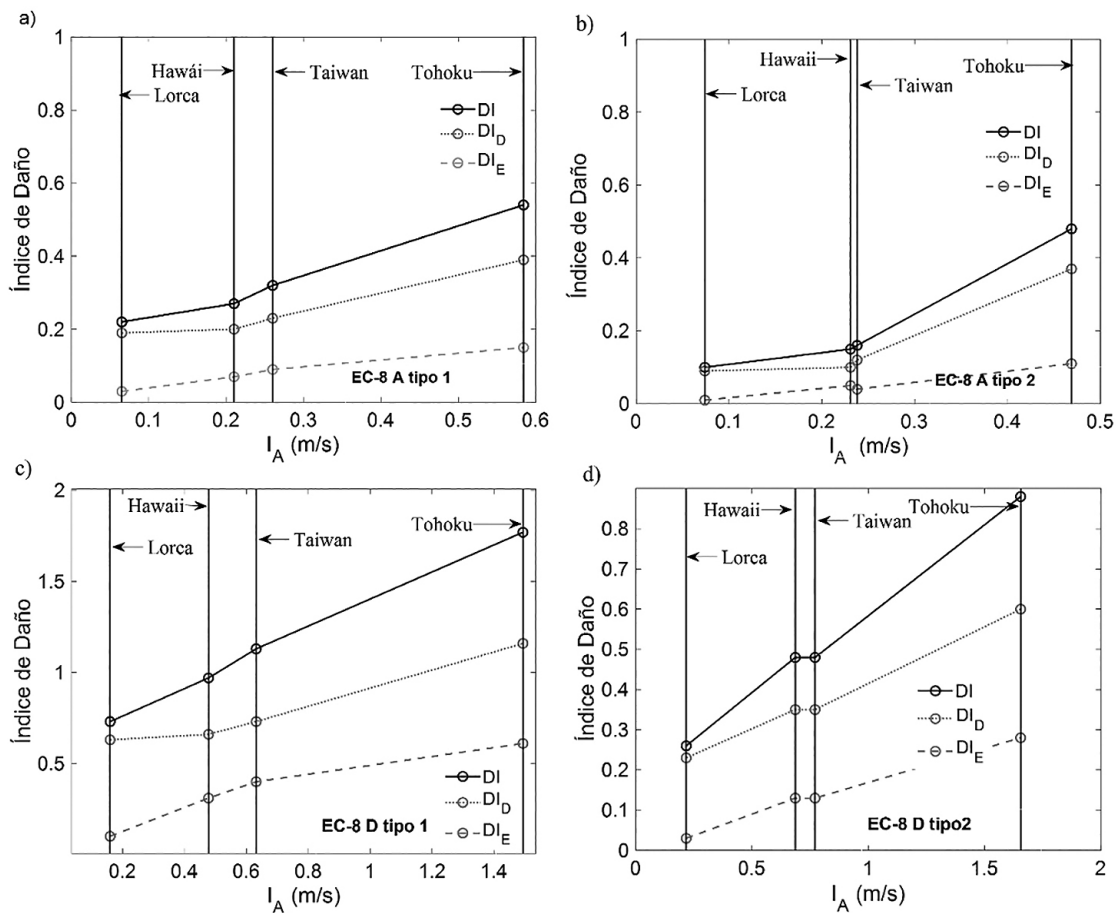 a)
1
0.8
0.6
0.4
0.2
0
Índice de Daño
Hawái
Lorca
Taiwan
Tohoku
DI
DI_D
DI_E
EC-8 A tipo 1
0 0.1 0.2 0.3 0.4 0.5 0.6
I_A (m/s)
b)
1
0.8
0.6
0.4
0.2
0
Índice de Daño
Hawaii
Lorca
Taiwan
Tohoku
DI
DI_D
DI_E
EC-8 A tipo 2
0 0.1 0.2 0.3 0.4 0.5
I_A (m/s)
c)
2
1.5
1
0.5
Índice de Daño
Hawaii
Lorca
Taiwan
Tohoku
DI
DI_D
DI_E
EC-8 D tipo 1
0.2 0.4 0.6 0.8 1 1.2 1.4
I_A (m/s)
d)
0.8
0.7
0.6
0.5
0.4
0.3
0.2
0.1
0
Índice de Daño
Hawaii
Lorca
Taiwan
Tohoku
DI
DI_D
DI_E
EC-8 D tipo2
0 0.5 1 1.5 2
I_A (m/s)